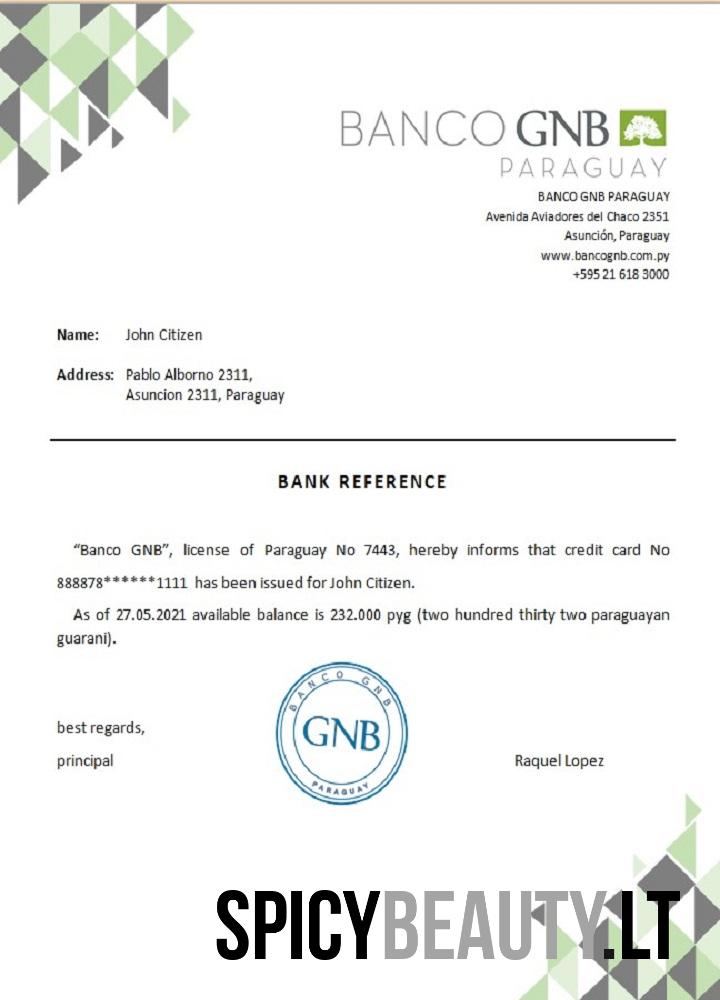 BANCO GNB
PARAGUAY
BANCO GNB PARAGUAY
Avenida Aviadores del Chaco 2351
Asunción, Paraguay
www.bancognb.com.py
+595 21 618 3000
Name: John Citizen
Address: Pablo Alborno 2311,
Asuncion 2311, Paraguay
BANK REFERENCE
“Banco GNB”, license of Paraguay No 7443, hereby informs that credit card No
888878******1111 has been issued for John Citizen.
As of 27.05.2021 available balance is 232.000 pyg (two hundred thirty two paraguayan
guarani).
BANCO GNB
GNB
PARAGUAY
best regards,
principal Raquel Lopez
SPICYBEAUTY.LT